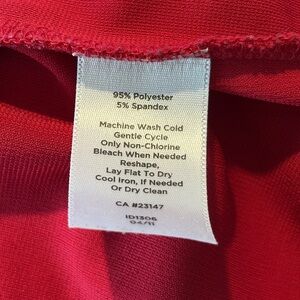 95% Polyester
5% Spandex
Machine Wash Cold
Gentle Cycle
Only Non-Chlorine
Bleach When Needed
Reshape,
Lay Flat To Dry
Cool Iron, If Needed
Or Dry Clean
CA #23147
ID1306
04/11